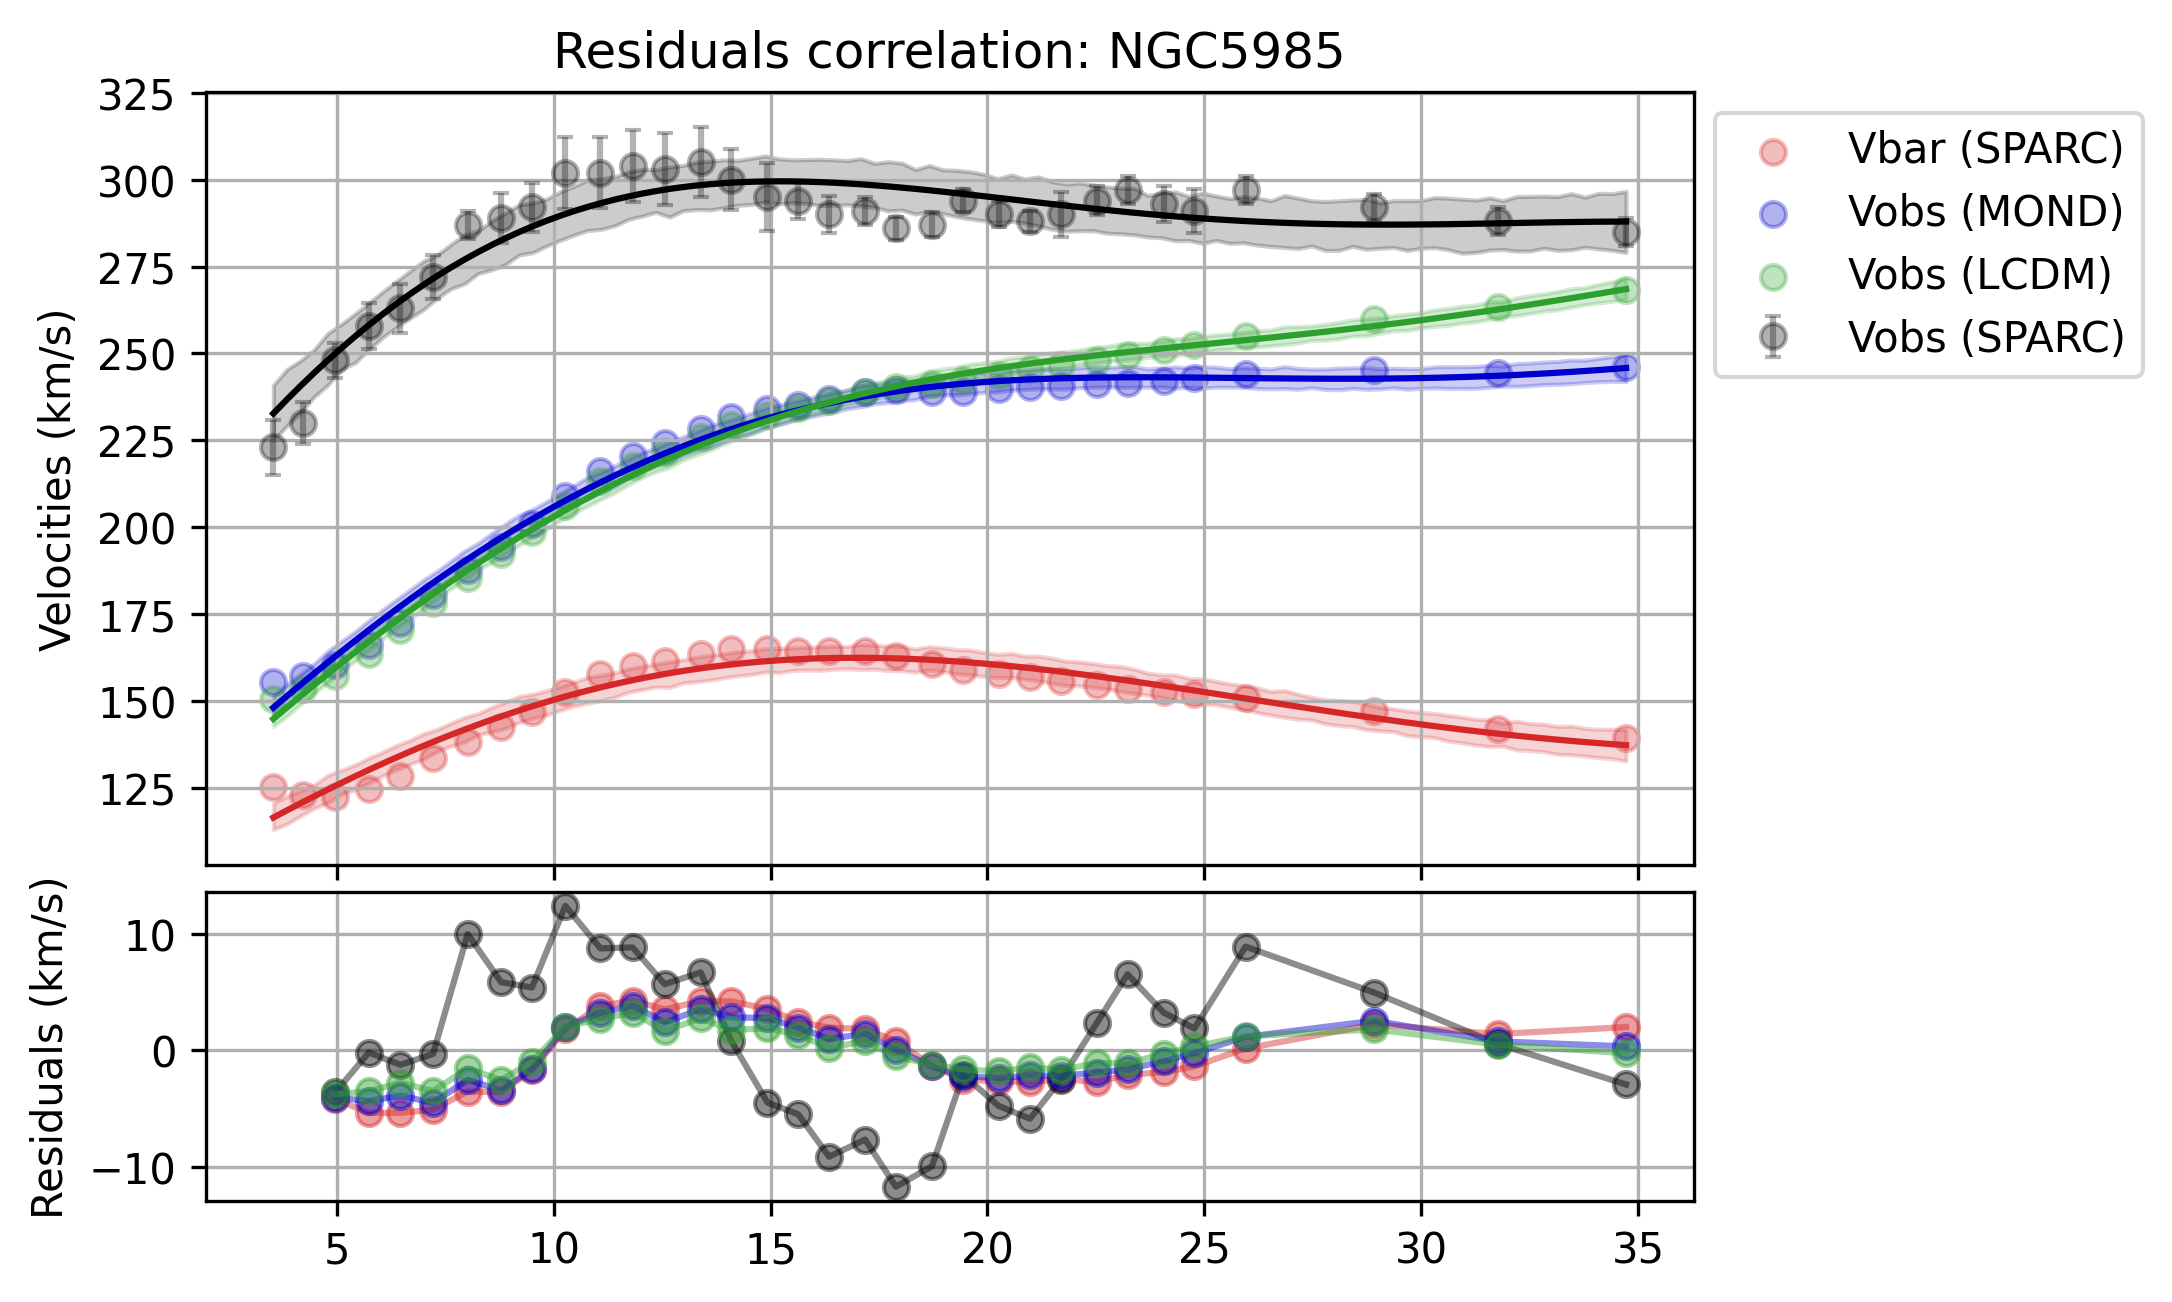 Residuals correlation: NGC5985
325
300
275
250
225
200
175
150
125
Velocities (km/s)
Vbar (SPARC)
Vobs (MOND)
Vobs (LCDM)
Vobs (SPARC)
10
0
−10
Residuals (km/s)
5 10 15 20 25 30 35